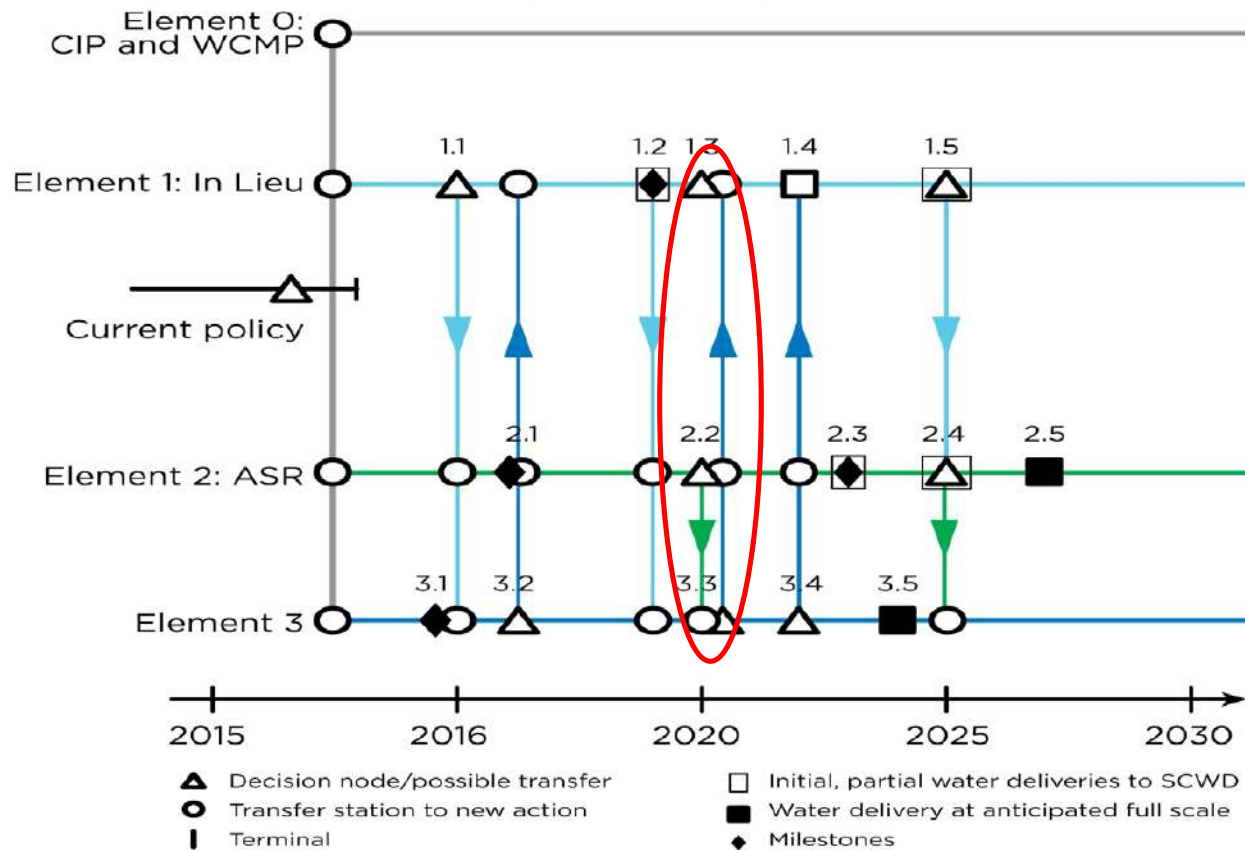 Element 0:
CIP and WCMP
1.1 1.2 1.3 1.4 1.5
Element 1: In Lieu
Current policy
2.1 2.2 2.3 2.4 2.5
Element 2: ASR
3.1 3.2 3.3 3.4 3.5
Element 3
2015 2016 2020 2025 2030
Decision node/possible transfer
Transfer station to new action
Terminal
Initial, partial water deliveries to SCWD
Water delivery at anticipated full scale
Milestones